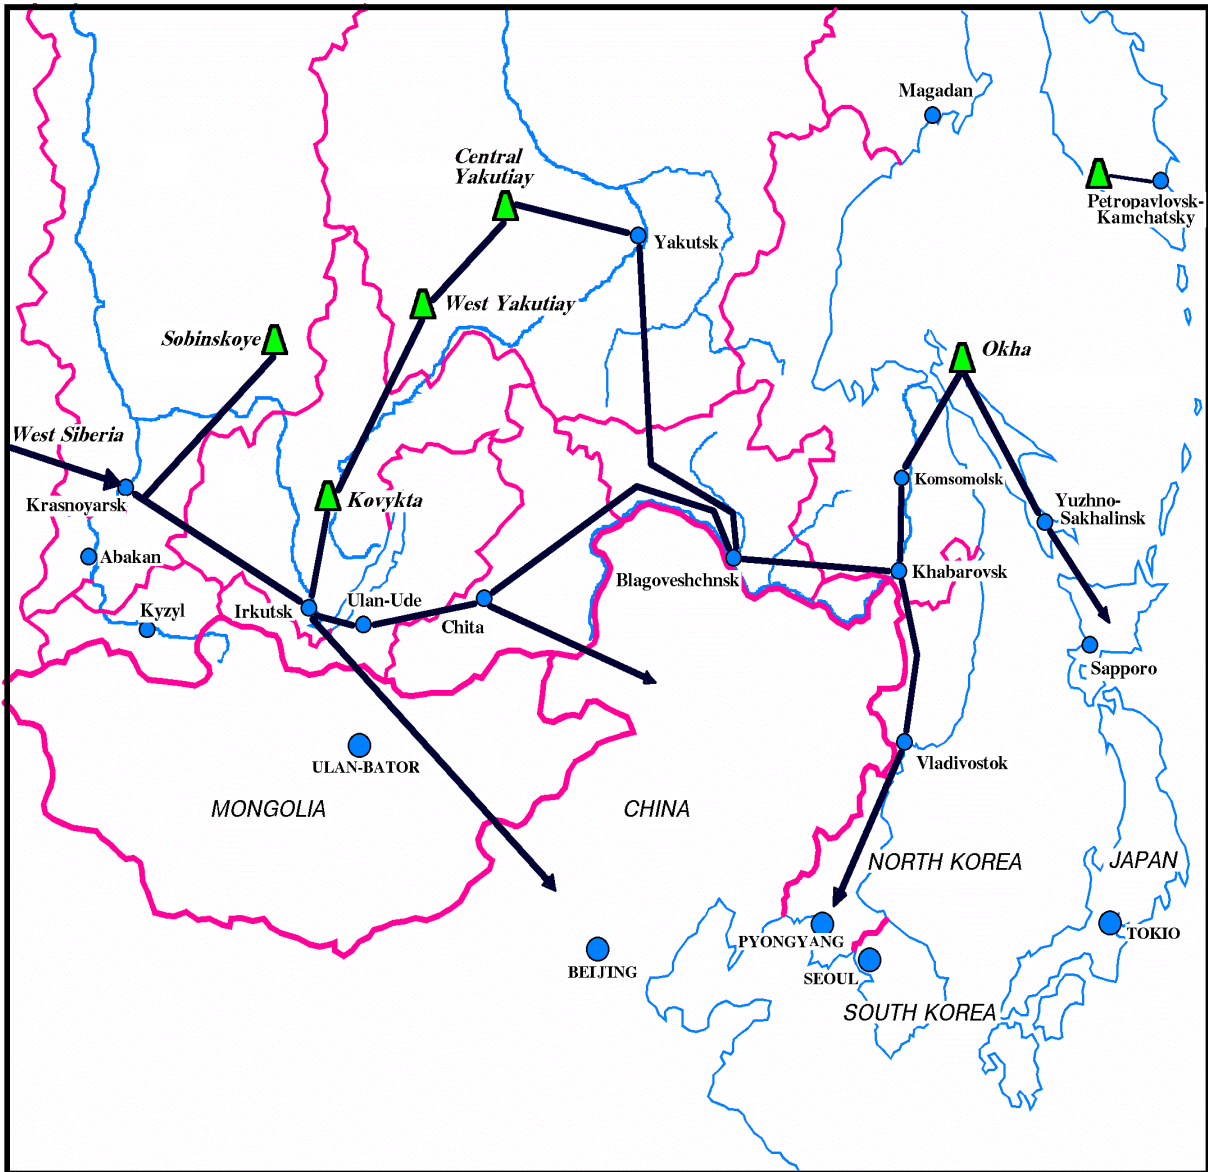 Magadan
Central
Yakutiay
Petropavlovsk-
Kamchatsky
Yakutsk
West Yakutiay
Sobinskoye
Okha
West Siberia
Krasnoyarsk
Kovykta
Komsomolsk
Yuzhno-
Sakhalinsk
Abakan
Blagoveshchnsk
Khabarovsk
Kyzyl
Irkutsk
Ulan-Ude
Chita
Sapporo
ULAN-BATOR
Vladivostok
MONGOLIA
CHINA
NORTH KOREA
JAPAN
PYONGYANG
TOKIO
BEIJING
SEOUL
SOUTH KOREA